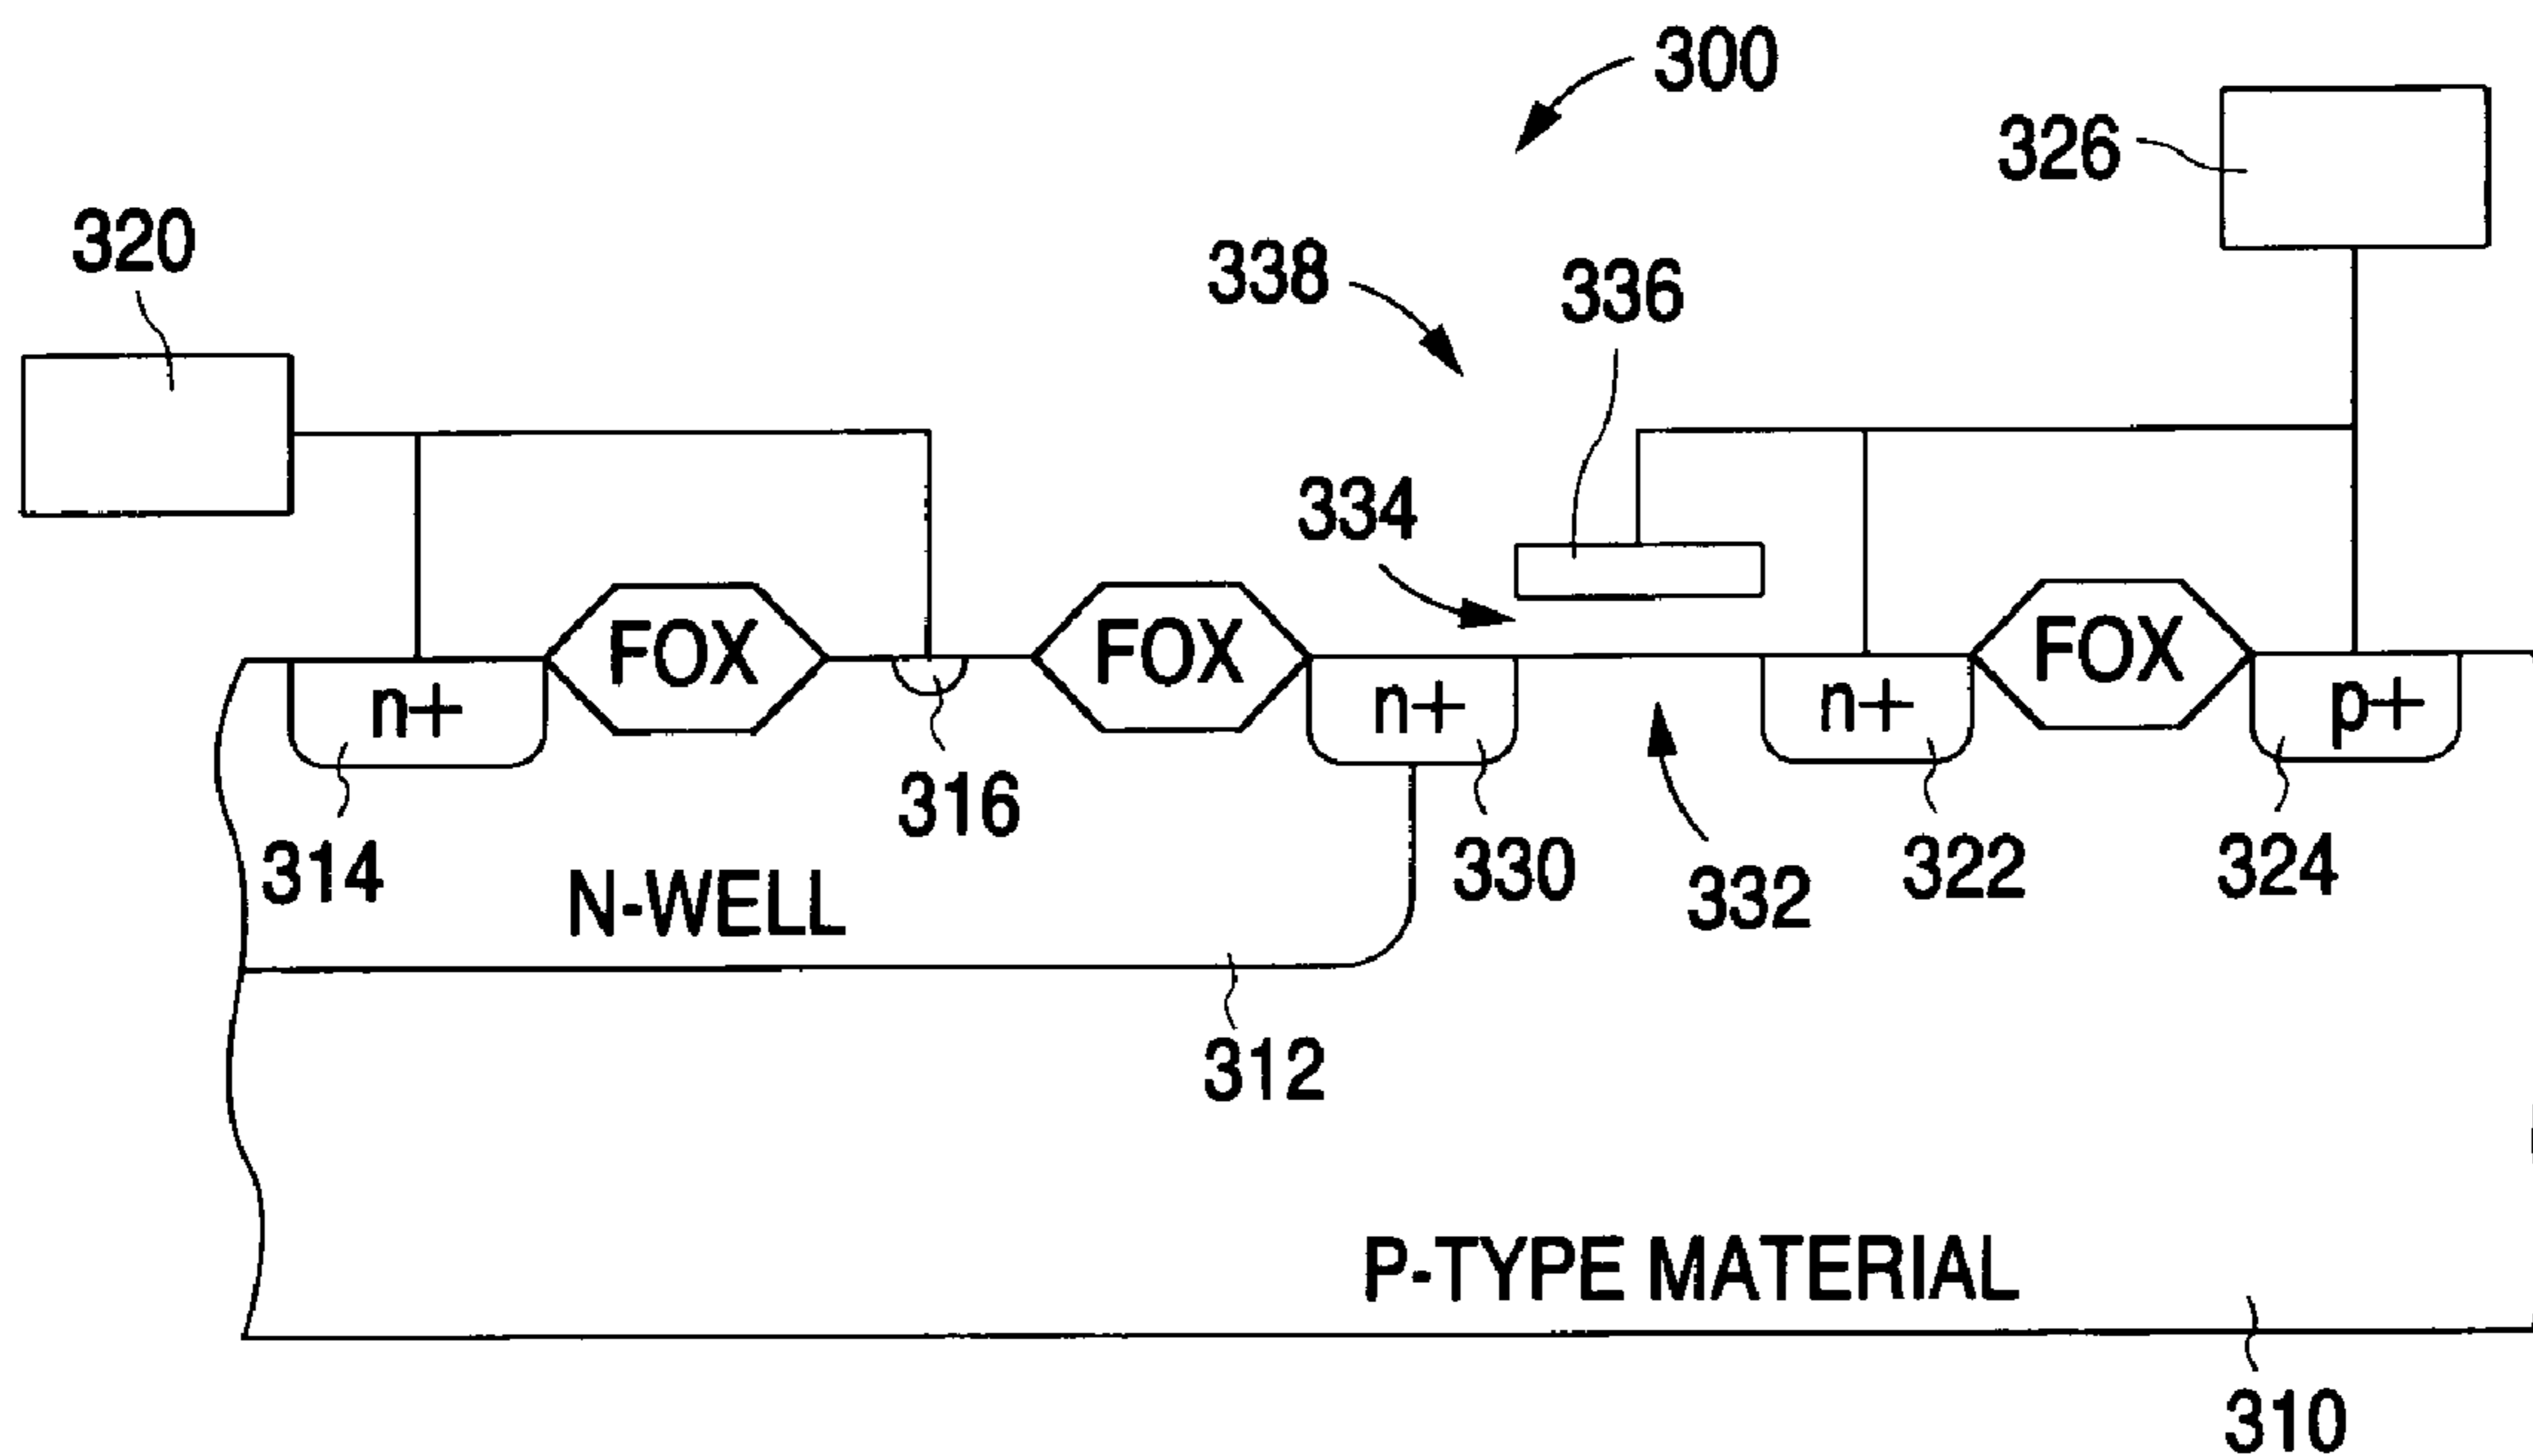 300
326
320
338
336
334
FOX
FOX
FOX
n+
n+
n+
p+
316
314
330
322
324
N-WELL
332
312
P-TYPE MATERIAL
310